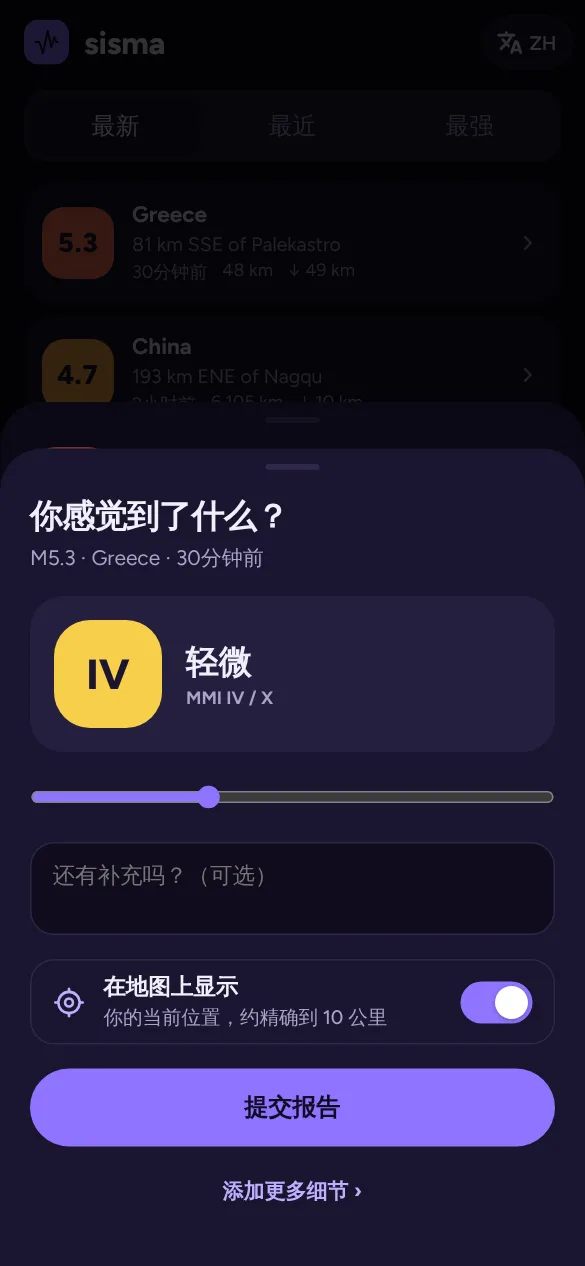 sisma
ZH
最新
最近
最强
5.3
Greece
81 km SSE of Palekastro
30分钟前 48 km ↓ 49 km
4.7
China
193 km ENE of Nagqu
你感觉到了什么？
M5.3 · Greece · 30分钟前
IV
轻微
MMI IV / X
还有补充吗？（可选）
在地图上显示
你的当前位置，约精确到 10 公里
提交报告
添加更多细节 ›